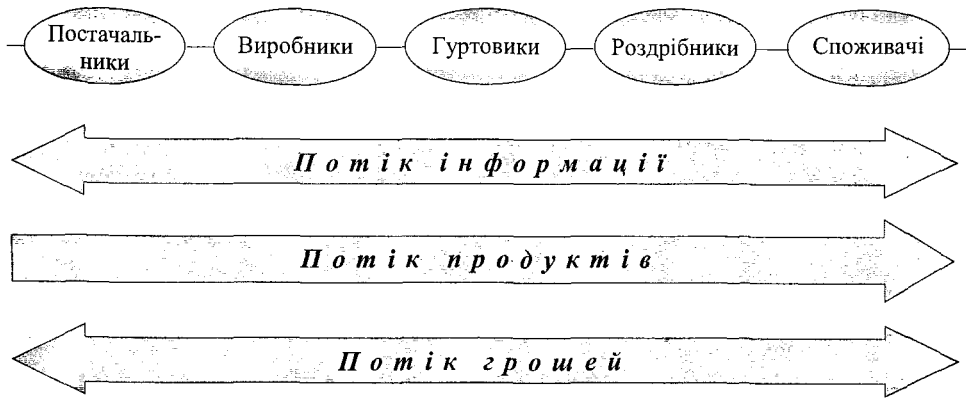 Постачаль-
ники
Виробники
Гуртовики
Роздрібники
Споживачі
Потік інформації
Потік продуктів
Потік грошей